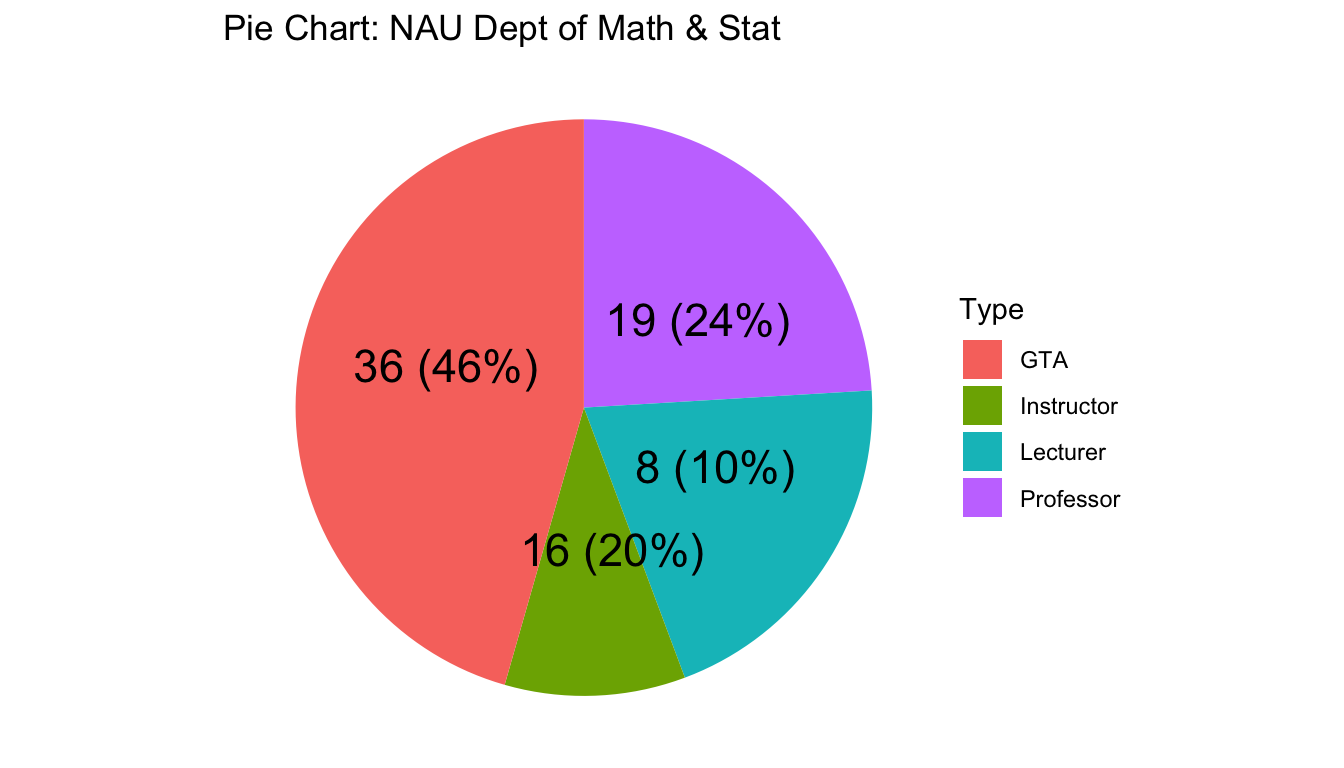 Pie Chart: NAU Dept of Math & Stat
19 (24%)
36 (46%)
8 (10%)
16 (20%)
Type
GTA
Instructor
Lecturer
Professor